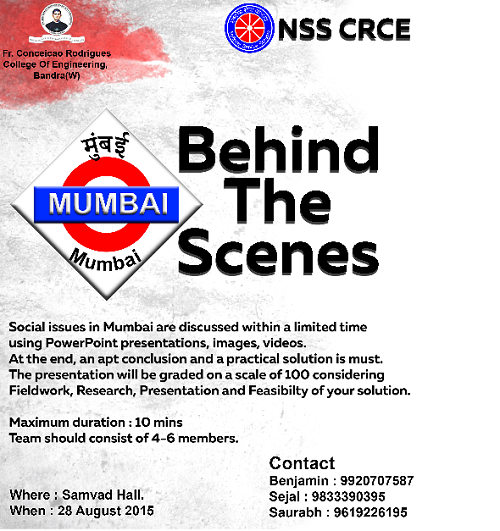 NSS CRCE
Fr. Conceicao Rodrigues
College Of Engineering,
Bandra(W)
मुंबई
MUMBAI
Mumbai
Behind
The
Scenes
Social issues in Mumbai are discussed within a limited time
using PowerPoint presentations, images, videos.
At the end, an apt conclusion and a practical solution is must.
The presentation will be graded on a scale of 100 considering
Fieldwork, Research, Presentation and Feasibilty of your solution.
Maximum duration : 10 mins
Team should consist of 4-6 members.
Contact
Benjamin : 9920707587
Sejal : 9833390395
Saurabh : 9619226195
Where : Samvad Hall.
When : 28 August 2015